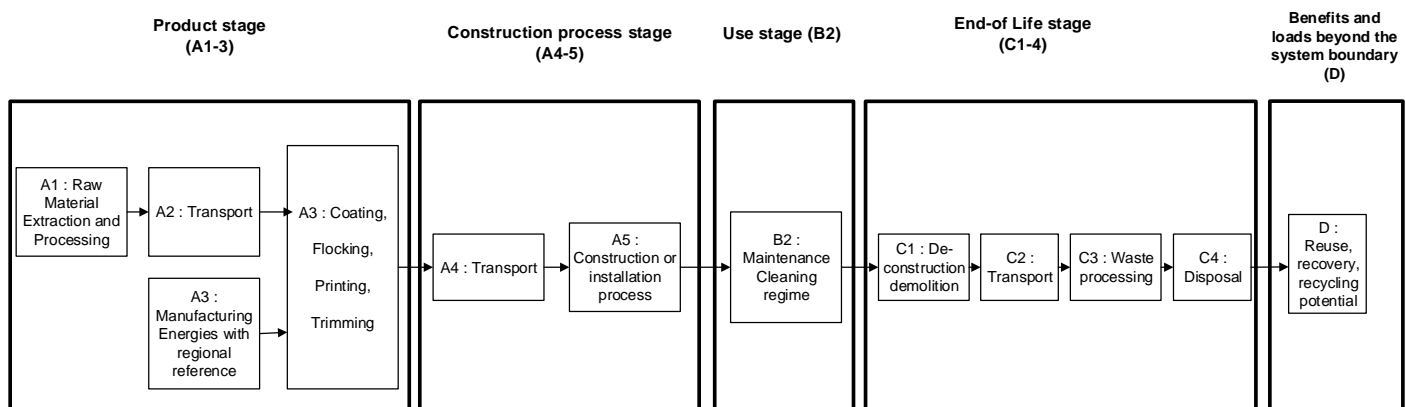 Product stage
(A1-3)
Construction process stage
(A4-5)
Use stage (B2)
End-of Life stage
(C1-4)
Benefits and
loads beyond the
system boundary
(D)
A1 : Raw
Material
Extraction and
Processing
A2 : Transport
A3 :
Manufacturing
Energies with
regional
reference
A3 : Coating,
Flocking,
Printing,
Trimming
A4 : Transport
A5 :
Construction or
installation
process
B2 :
Maintenance
Cleaning
regime
C1 : De-
construction
demolition
C2 :
Transport
C3 : Waste
processing
C4 :
Disposal
D :
Reuse,
recovery,
recycling
potential